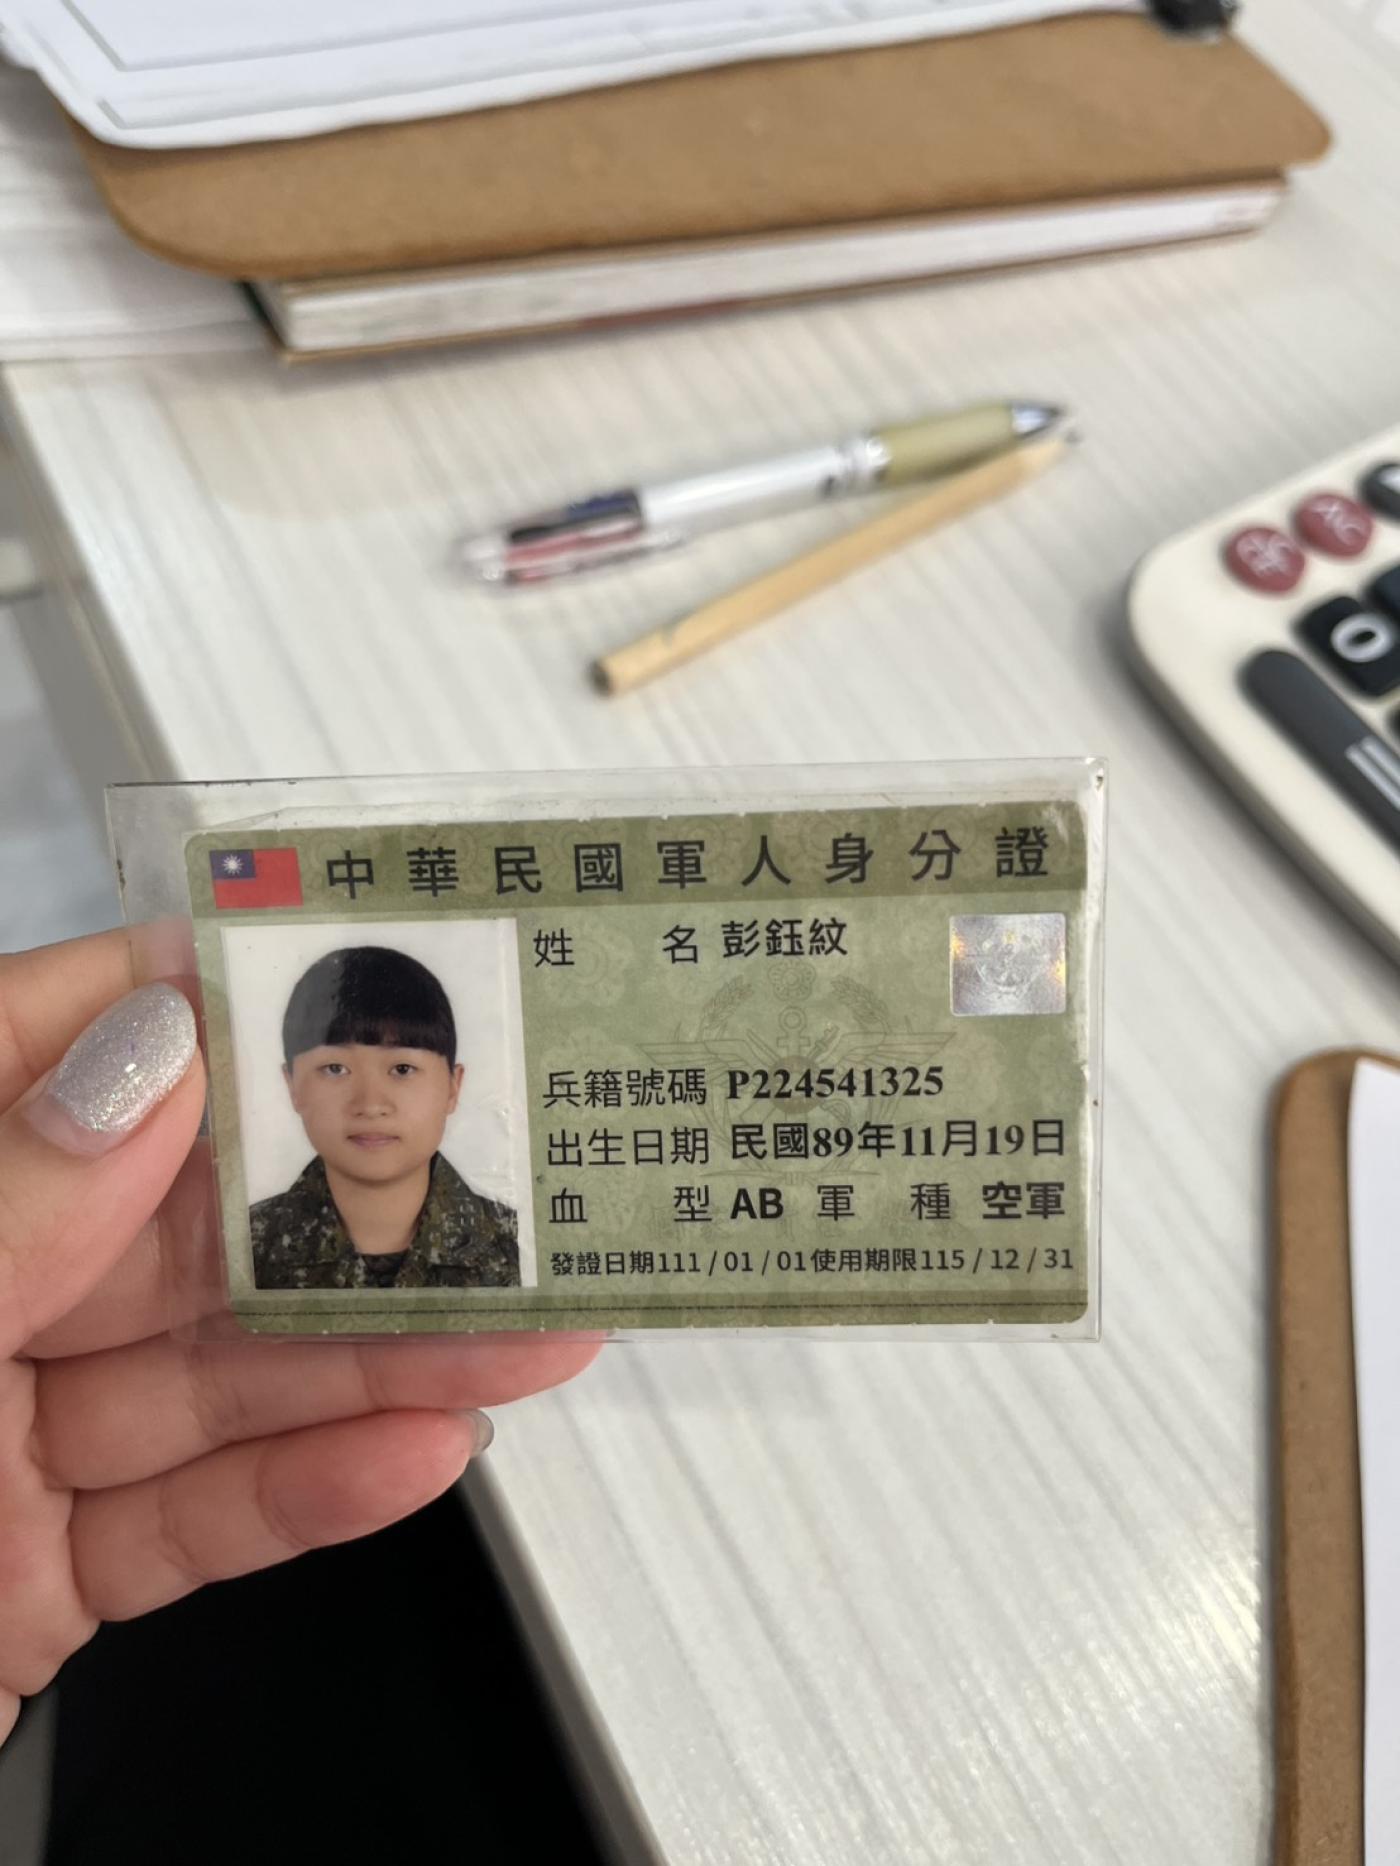 CE AC
0
中華民國軍人身分證
姓 名 彭鈺紋
兵籍號碼 P224541325
出生日期 民國89年11月19日
血 型 AB 軍 種 空軍
發證日期111/01/01使用期限115/12/31